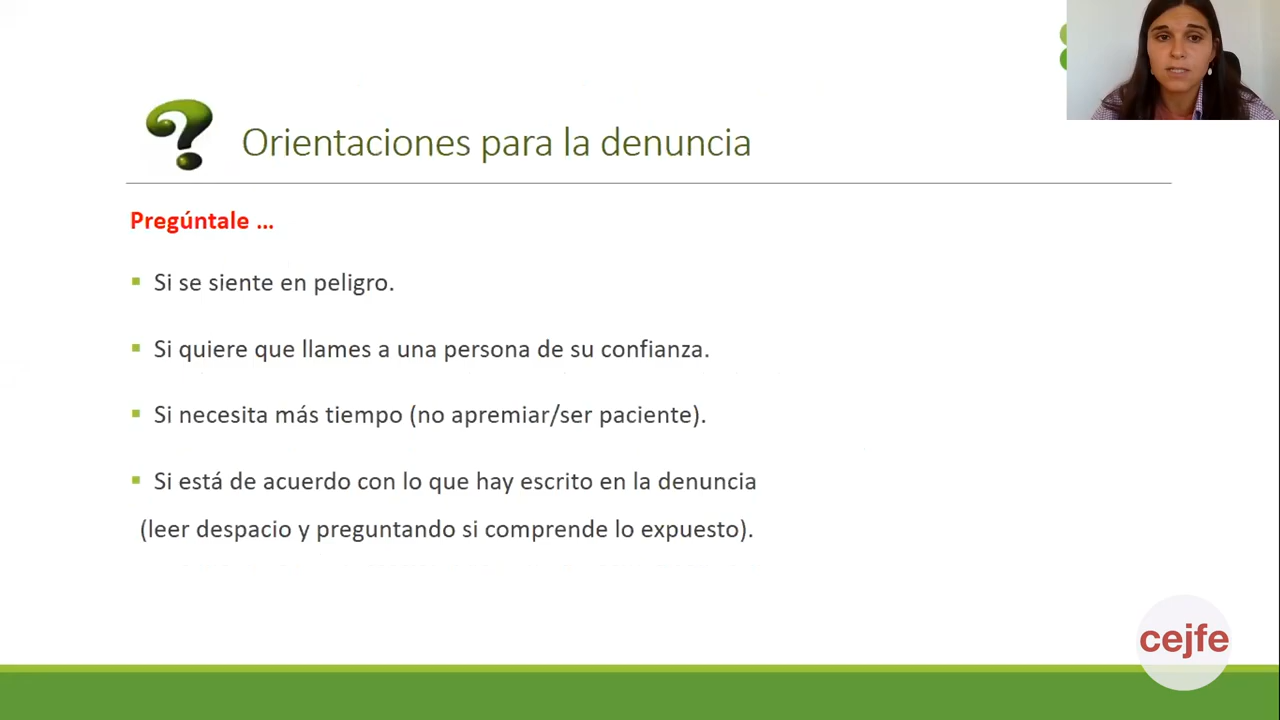 Orientaciones para la denuncia
Pregúntale ...
Si se siente en peligro.
Si quiere que llames a una persona de su confianza.
Si necesita más tiempo (no apremiar/ser paciente).
Si está de acuerdo con lo que hay escrito en la denuncia
(leer despacio y preguntando si comprende lo expuesto).
cejfe